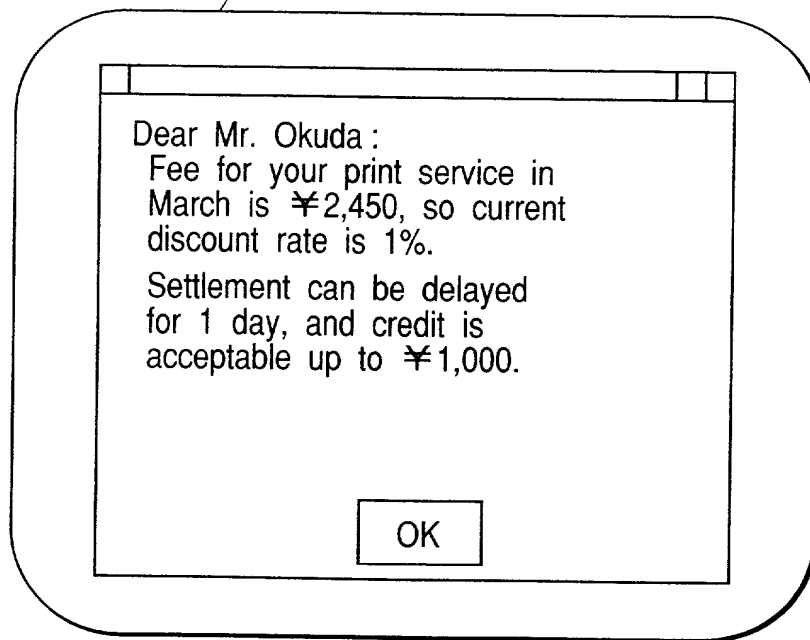 Dear Mr. Okuda :
Fee for your print service in
March is ¥2,450, so current
discount rate is 1%.
Settlement can be delayed
for 1 day, and credit is
acceptable up to ¥1,000.
OK